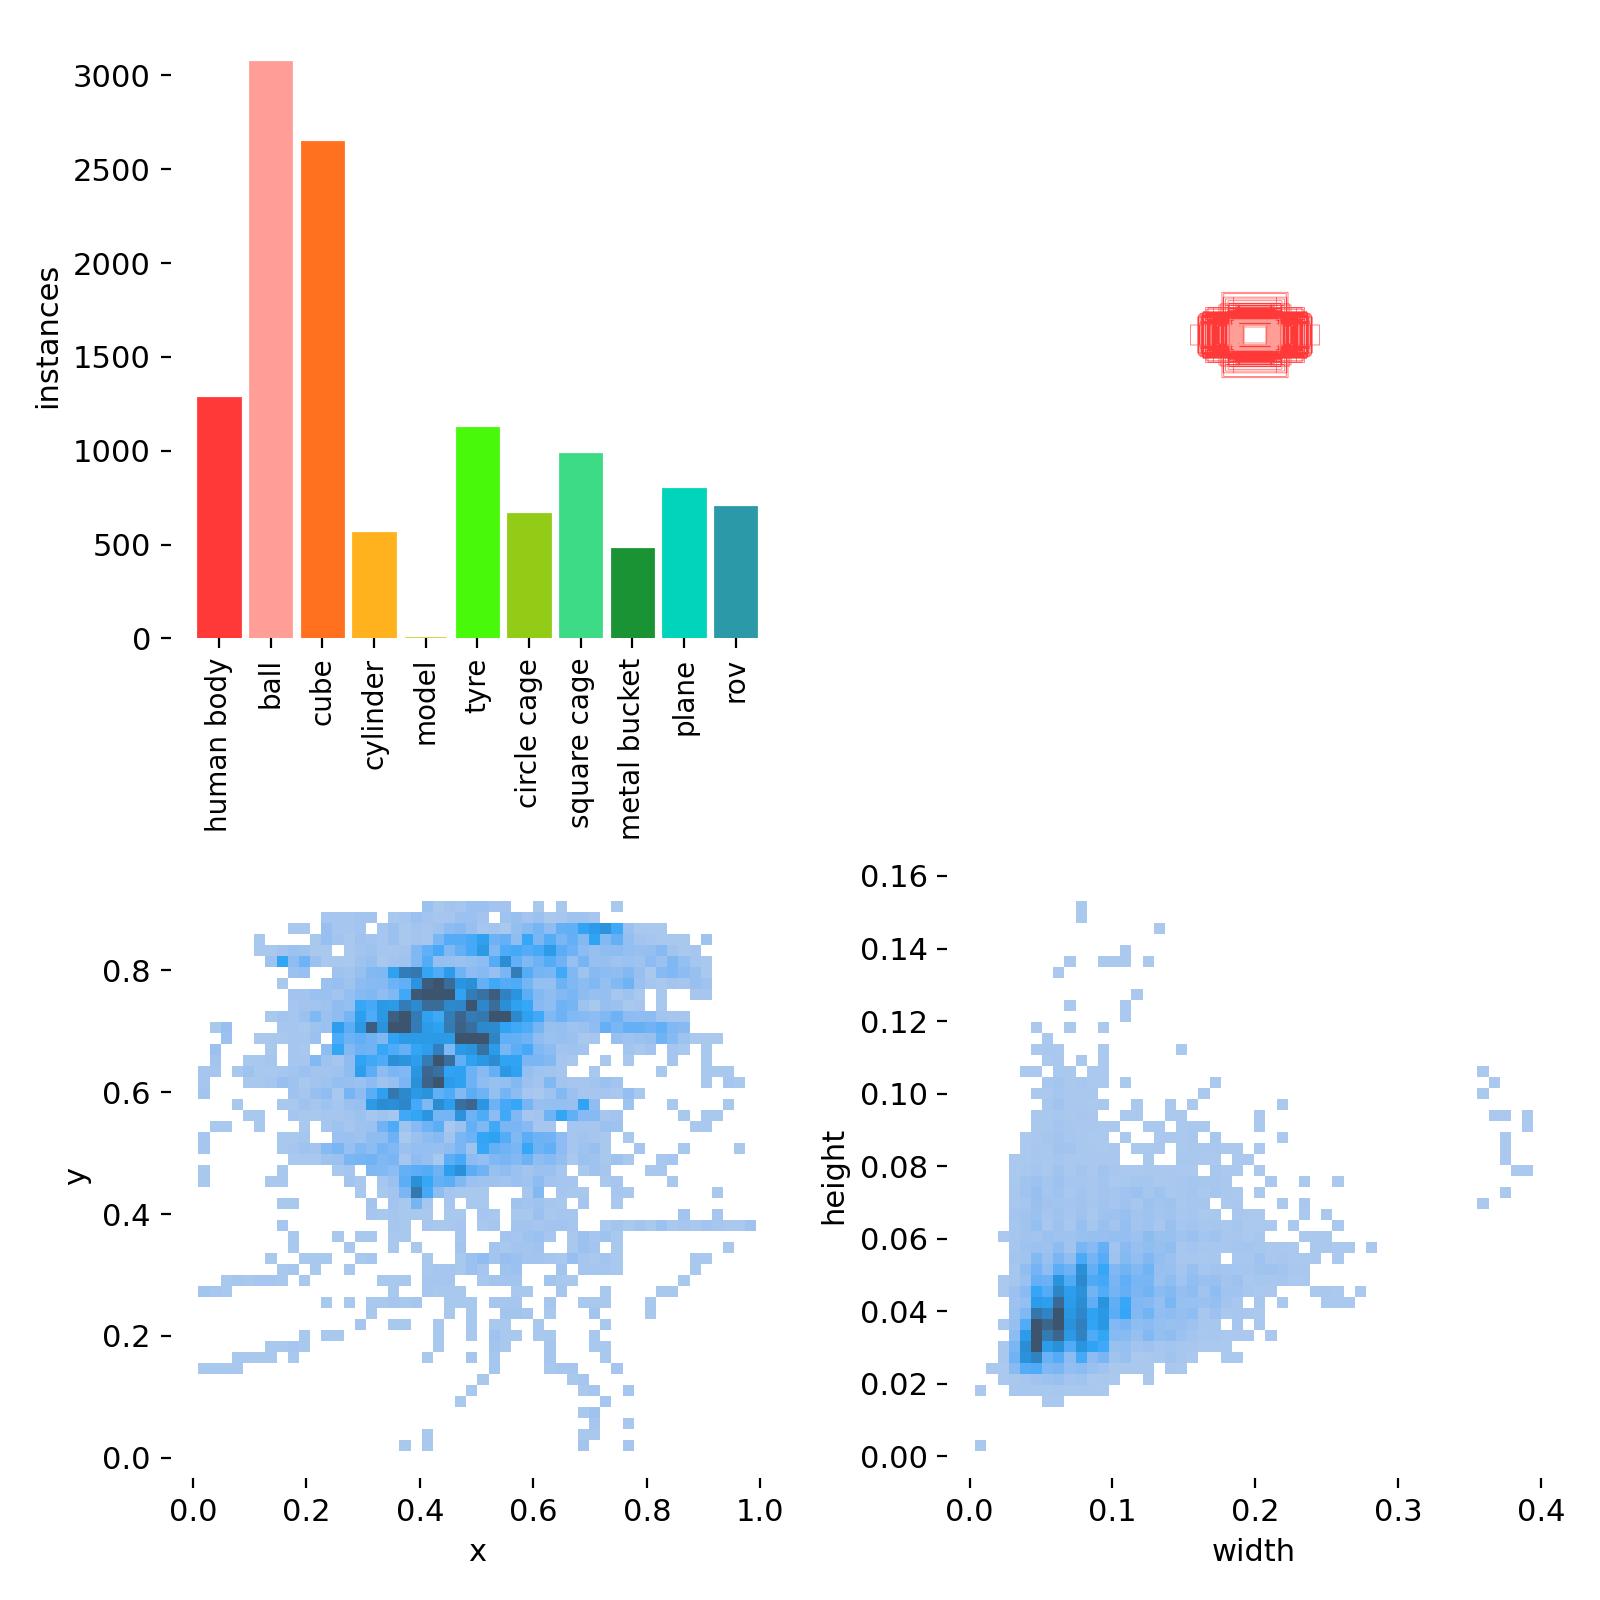 3000
2500
2000
1500
1000
500
0
instances
human body
ball
cube
cylinder
model
tyre
circle cage
square cage
metal bucket
plane
rov
0.8
0.6
0.4
0.2
0.0
y
0.0 0.2 0.4 0.6 0.8 1.0
x
0.16
0.14
0.12
0.10
0.08
0.06
0.04
0.02
0.00
height
0.0 0.1 0.2 0.3 0.4
width